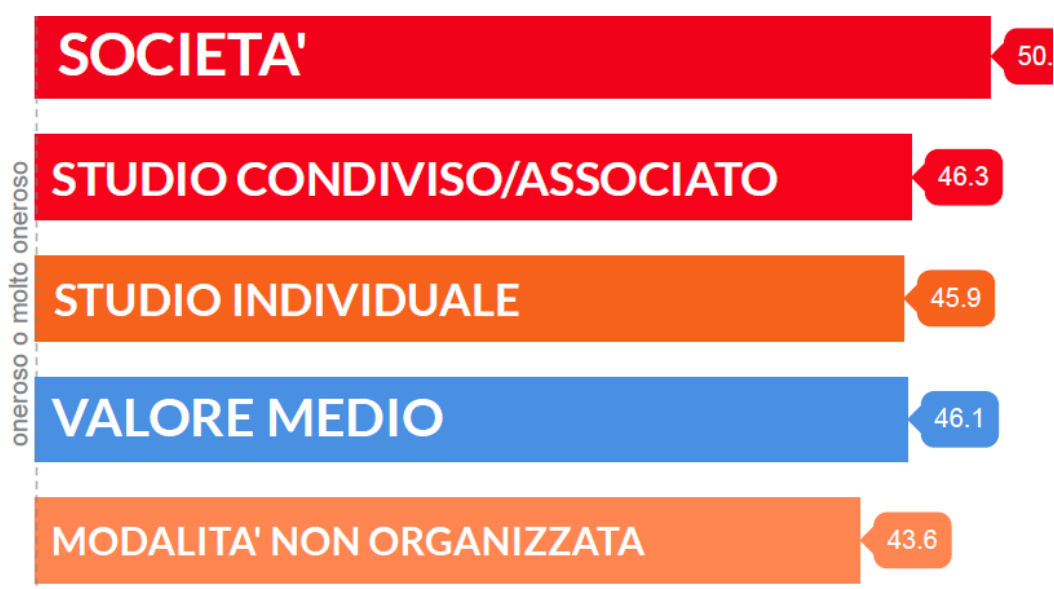 SOCIETA'
50.
STUDIO CONDIVISO/ASSOCIATO
46.3
oneroso o molto oneroso
STUDIO INDIVIDUALE
45.9
VALORE MEDIO
46.1
MODALITA' NON ORGANIZZATA
43.6